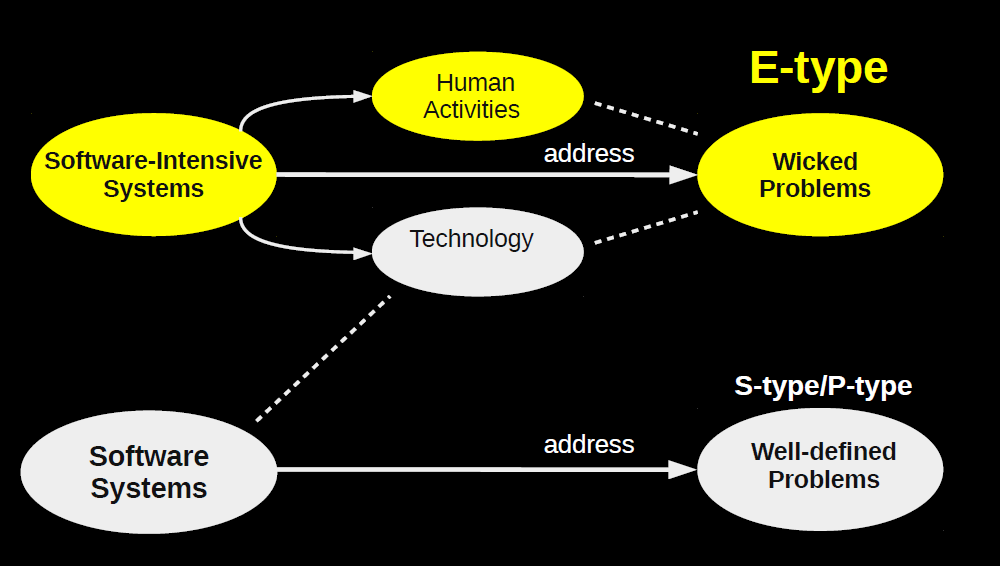 E-type
Human
Activities
address
Software-Intensive
Systems
Wicked
Problems
Technology
S-type/P-type
address
Software
Systems
Well-defined
Problems